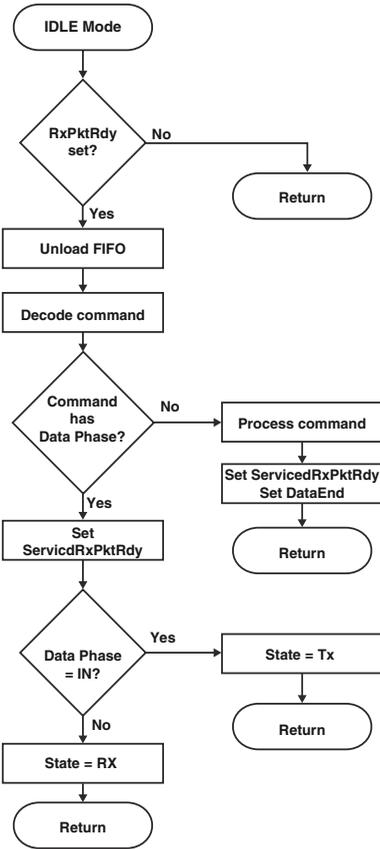 IDLE Mode
RxPktRdy
set?
No
Return
Yes
Unload FIFO
Decode command
Command
has
Data Phase?
No
Process command
Set ServicedRxPktRdy
Set DataEnd
Return
Yes
Set
ServicdRxPktRdy
Data Phase
= IN?
Yes
State = Tx
Return
No
State = RX
Return